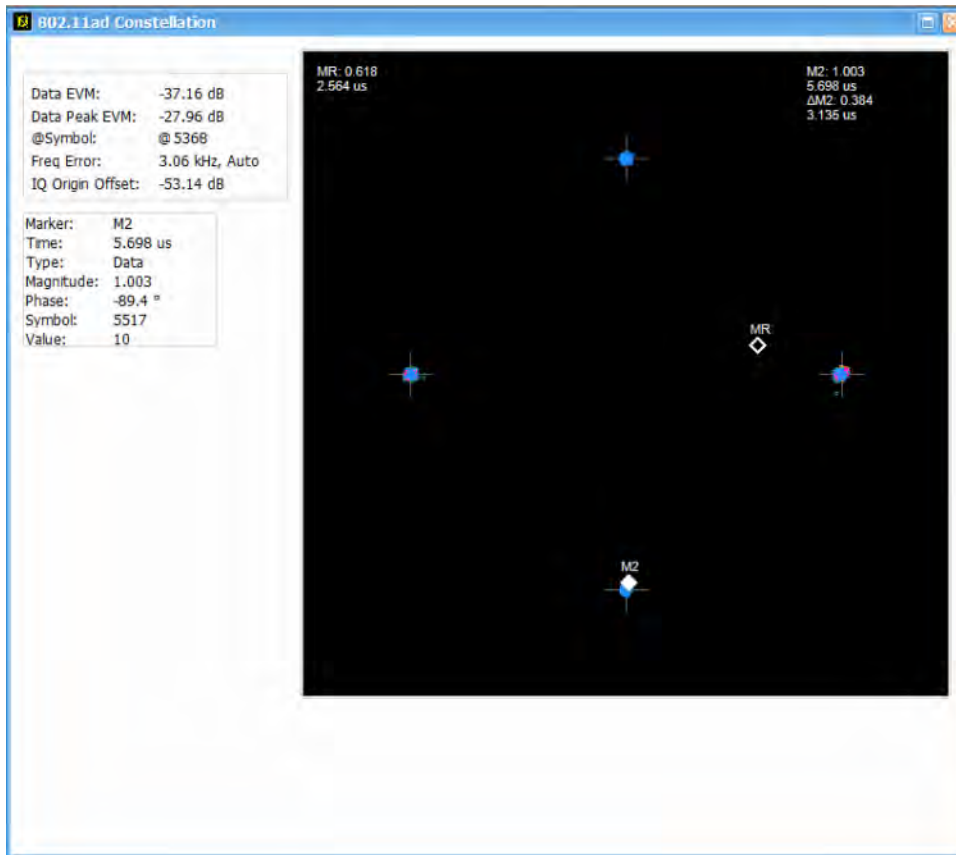 802.11ad Constellation
Data EVM: -37.16 dB
Data Peak EVM: -27.96 dB
@Symbol: @ 5368
Freq Error: 3.06 kHz, Auto
IQ Origin Offset: -53.14 dB
Marker: M2
Time: 5.698 us
Type: Data
Magnitude: 1.003
Phase: -89.4 °
Symbol: 5517
Value: 10
MR: 0.618
2.564 us
M2: 1.003
5.698 us
ΔM2: 0.384
3.136 us
MR
M2